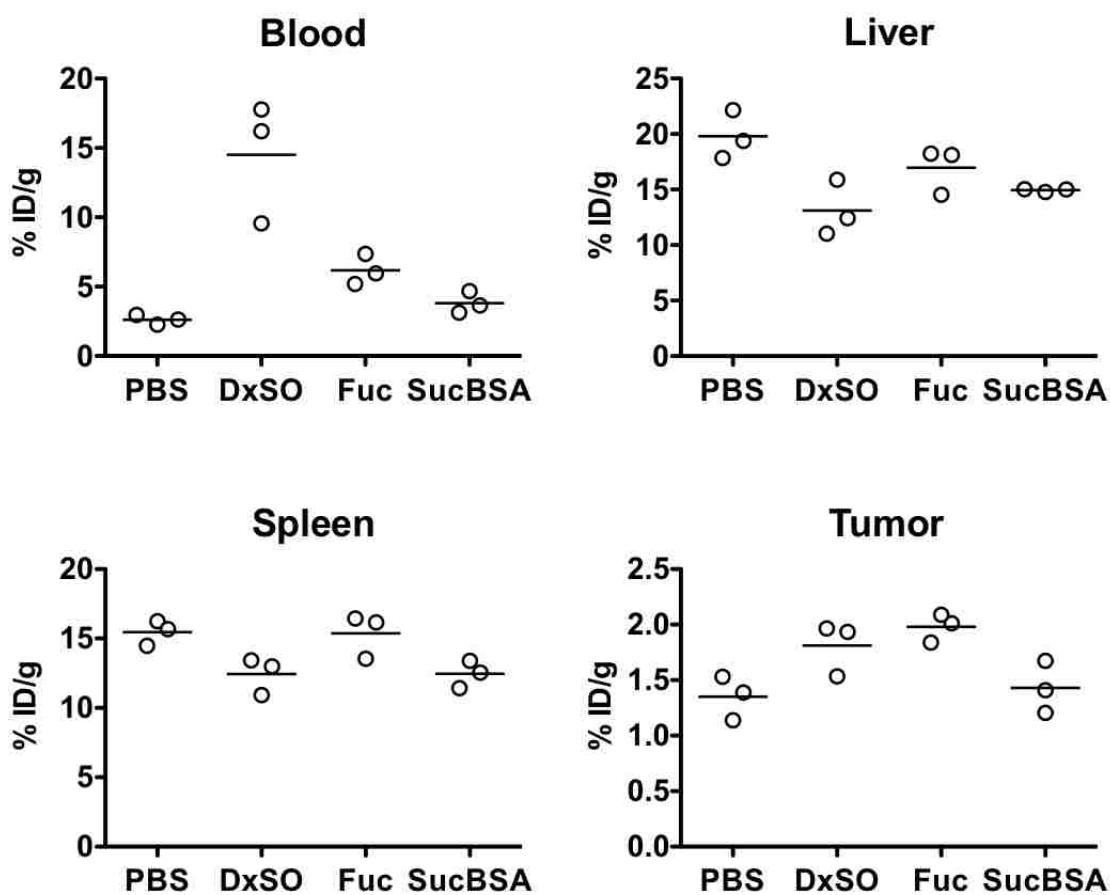 Blood
20
15
10
5
0
% ID/g
PBS DxSO Fuc SucBSA
Liver
25
20
15
10
5
0
% ID/g
PBS DxSO Fuc SucBSA
Spleen
20
15
10
5
0
% ID/g
PBS DxSO Fuc SucBSA
Tumor
2.5
2.0
1.5
1.0
0.5
0.0
% ID/g
PBS DxSO Fuc SucBSA